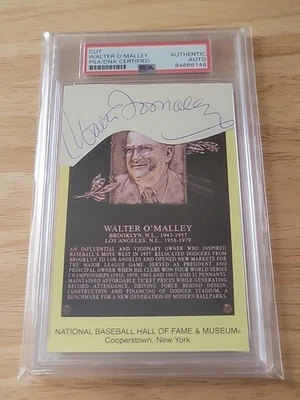 CUT
WALTER O'MALLEY
PSA/DNA CERTIFIED
AUTHENTIC
AUTO
PSA
84866148
Walter O'Malley
WALTER O'MALLEY
BROOKLYN, N.L., 1943-1957
LOS ANGELES, N.L., 1958-1979
AN INFLUENTIAL AND VISIONARY OWNER WHO INSPIRED
BASEBALL'S MOVE WEST IN 1957. RELOCATED DODGERS FROM
BROOKLYN TO LOS ANGELES AND OPENED NEW MARKETS FOR
THE MAJOR LEAGUE GAME. SERVED AS PRESIDENT AND
PRINCIPAL OWNER WHEN HIS CLUBS WON FOUR WORLD SERIES
CHAMPIONSHIPS (1955, 1959, 1963 AND 1965) AND 11 PENNANTS.
MAINTAINED AFFORDABLE TICKET PRICES WHILE GENERATING
RECORD ATTENDANCE. DRIVING FORCE BEHIND DESIGN,
CONSTRUCTION AND FINANCING OF DODGER STADIUM, A
BENCHMARK FOR A NEW GENERATION OF MODERN BALLPARKS.
NATIONAL BASEBALL HALL OF FAME & MUSEUM®
Cooperstown, New York